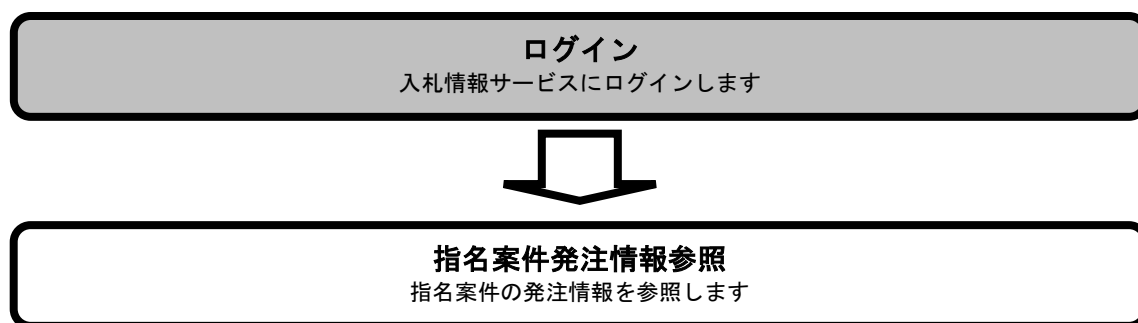 ログイン
入札情報サービスにログインします
指名案件発注情報参照
指名案件の発注情報を参照します